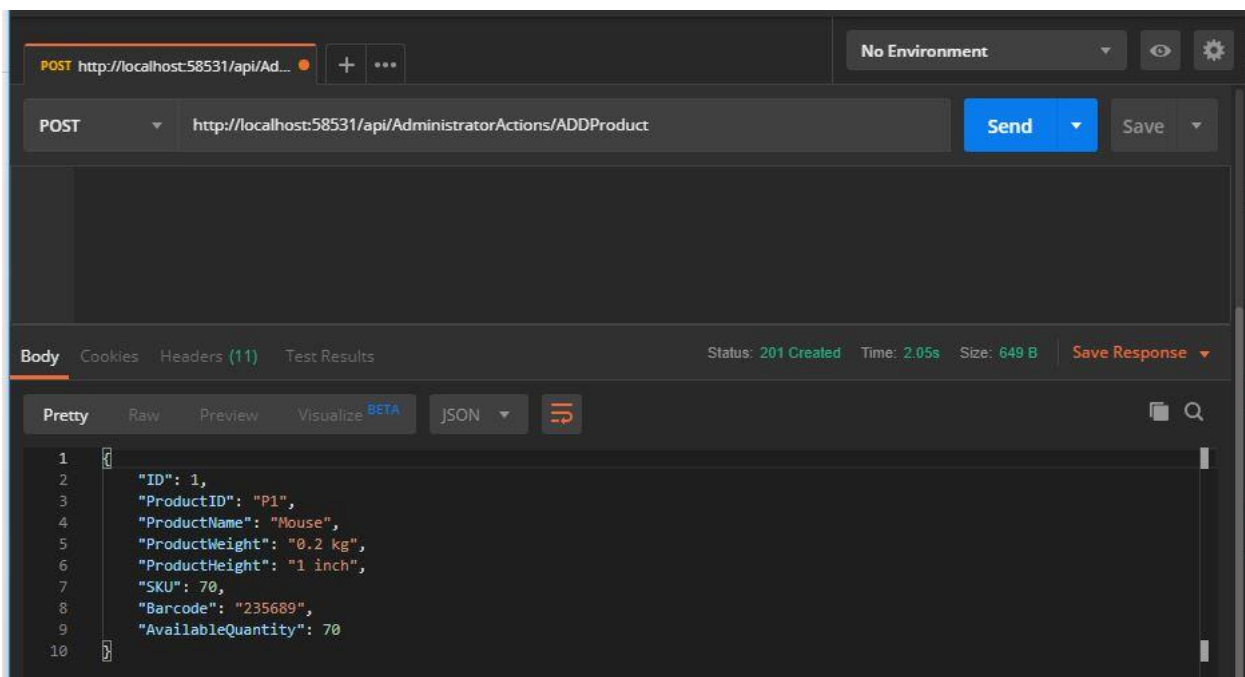 POST http://localhost:58531/api/Ad... + ••• No Environment
POST http://localhost:58531/api/AdministratorActions/ADDProduct Send Save
Body Cookies Headers (11) Test Results Status: 201 Created Time: 2.05s Size: 649 B Save Response
Pretty Raw Preview Visualize BETA JSON
1 {
2 "ID": 1,
3 "ProductID": "P1",
4 "ProductName": "Mouse",
5 "ProductWeight": "0.2 kg",
6 "ProductHeight": "1 inch",
7 "SKU": 70,
8 "Barcode": "235689",
9 "AvailableQuantity": 70
10 }